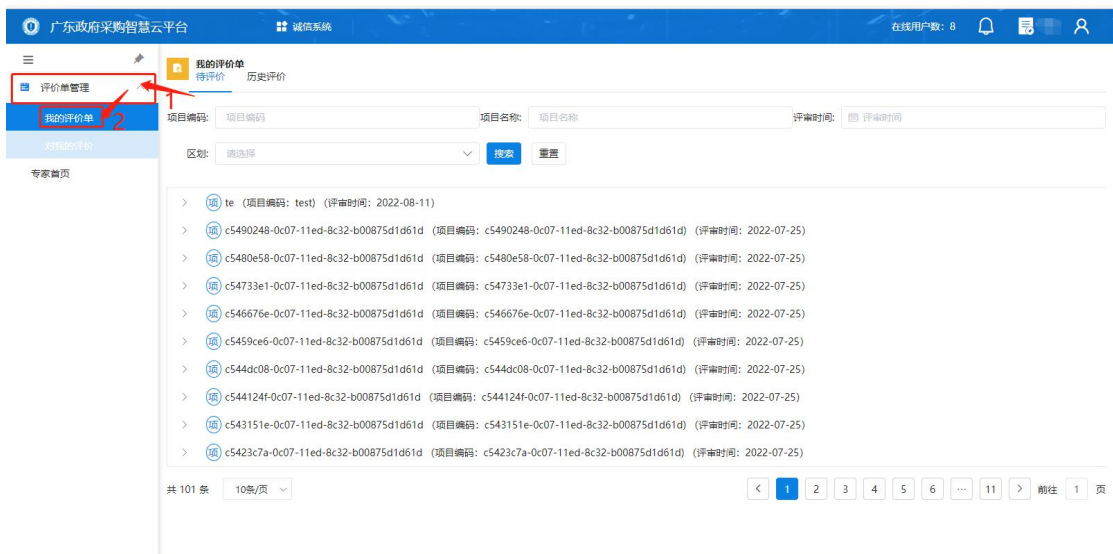 广东政府采购智慧云平台
诚信系统
在线用户数: 8
评价单管理
我的评价单
对我的评价
专家首页
1
2
我的评价单
待评价 历史评价
项目编码: 项目编码 项目名称: 项目名称 评审时间: 评审时间
区划: 请选择 搜索 重置
项 te (项目编码: test) (评审时间: 2022-08-11)
项 c5490248-0c07-11ed-8c32-b00875d1d61d (项目编码: c5490248-0c07-11ed-8c32-b00875d1d61d) (评审时间: 2022-07-25)
项 c5480e58-0c07-11ed-8c32-b00875d1d61d (项目编码: c5480e58-0c07-11ed-8c32-b00875d1d61d) (评审时间: 2022-07-25)
项 c54733e1-0c07-11ed-8c32-b00875d1d61d (项目编码: c54733e1-0c07-11ed-8c32-b00875d1d61d) (评审时间: 2022-07-25)
项 c546676e-0c07-11ed-8c32-b00875d1d61d (项目编码: c546676e-0c07-11ed-8c32-b00875d1d61d) (评审时间: 2022-07-25)
项 c5459ce6-0c07-11ed-8c32-b00875d1d61d (项目编码: c5459ce6-0c07-11ed-8c32-b00875d1d61d) (评审时间: 2022-07-25)
项 c544dc08-0c07-11ed-8c32-b00875d1d61d (项目编码: c544dc08-0c07-11ed-8c32-b00875d1d61d) (评审时间: 2022-07-25)
项 c544124f-0c07-11ed-8c32-b00875d1d61d (项目编码: c544124f-0c07-11ed-8c32-b00875d1d61d) (评审时间: 2022-07-25)
项 c543151e-0c07-11ed-8c32-b00875d1d61d (项目编码: c543151e-0c07-11ed-8c32-b00875d1d61d) (评审时间: 2022-07-25)
项 c5423c7a-0c07-11ed-8c32-b00875d1d61d (项目编码: c5423c7a-0c07-11ed-8c32-b00875d1d61d) (评审时间: 2022-07-25)
共 101 条 10条/页 < 1 2 3 4 5 6 ... 11 > 前往 1 页